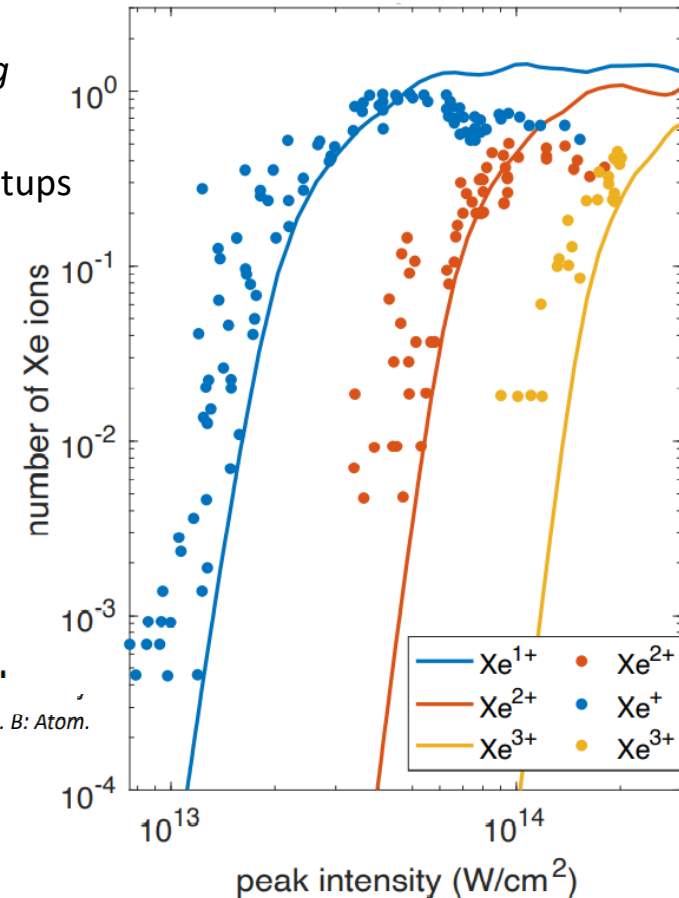 g
tups
. B: Atom.
number of Xe ions
10^0
10^-1
10^-2
10^-3
10^-4
Xe^1+ Xe^2+
Xe^2+ Xe^+
Xe^3+ Xe^3+
10^13 10^14
peak intensity (W/cm^2)